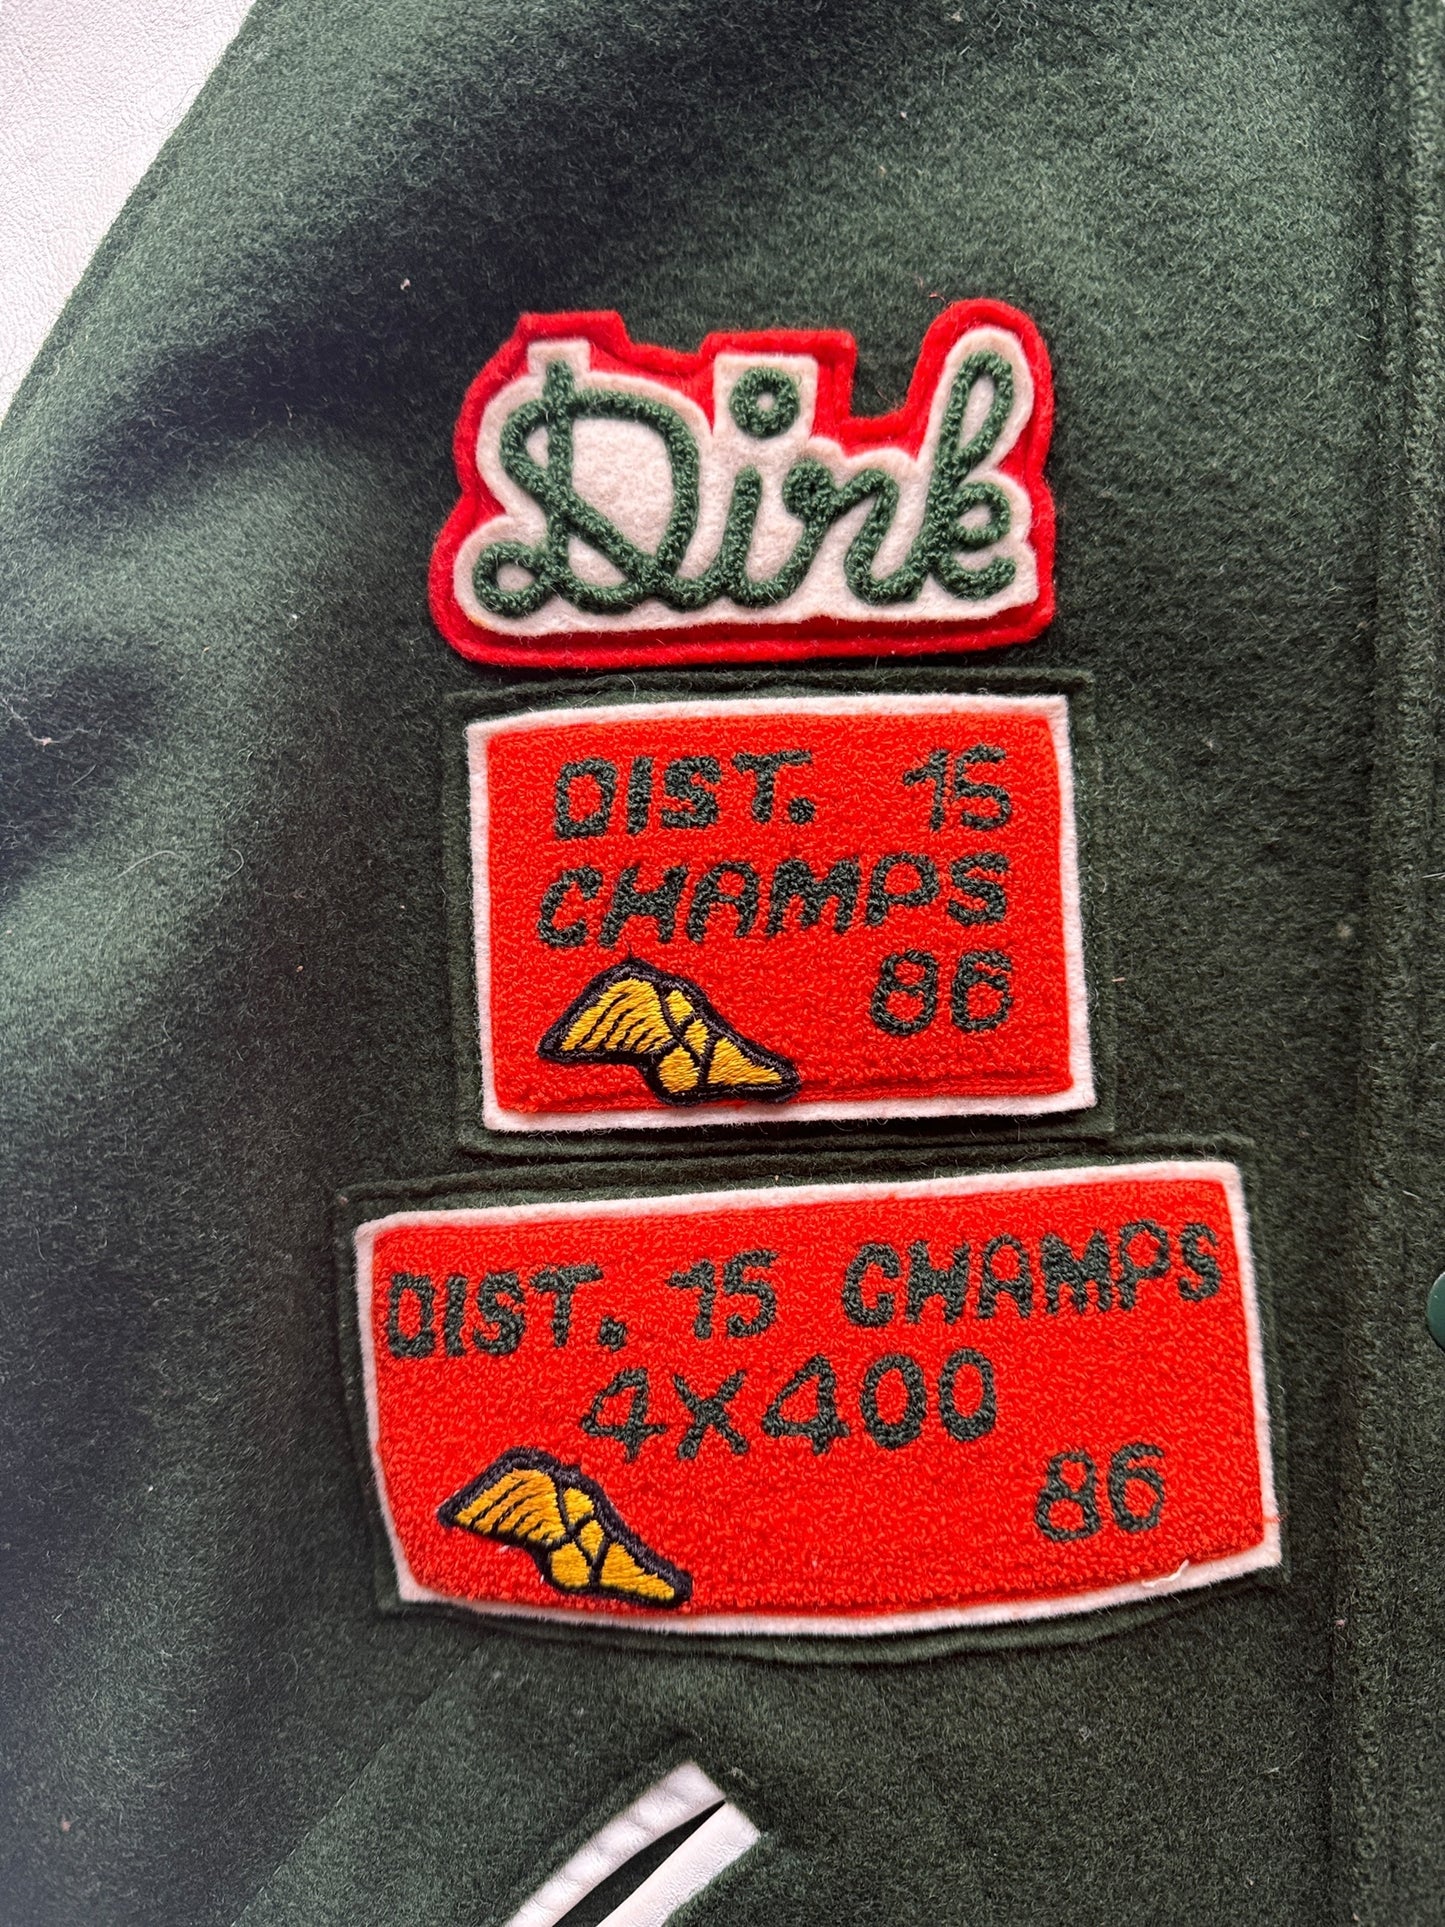 Dirk
DIST. 15
CHAMPS
86
DIST. 15 CHAMPS
4X400
86